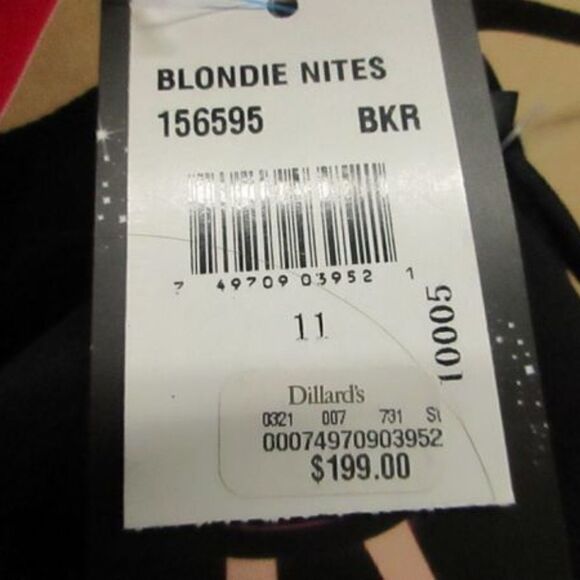 BLONDIE NITES
156595 BKR
7 49709 03952 1
11
10005
Dillard's
0321 007 731
00074970903952
$199.00